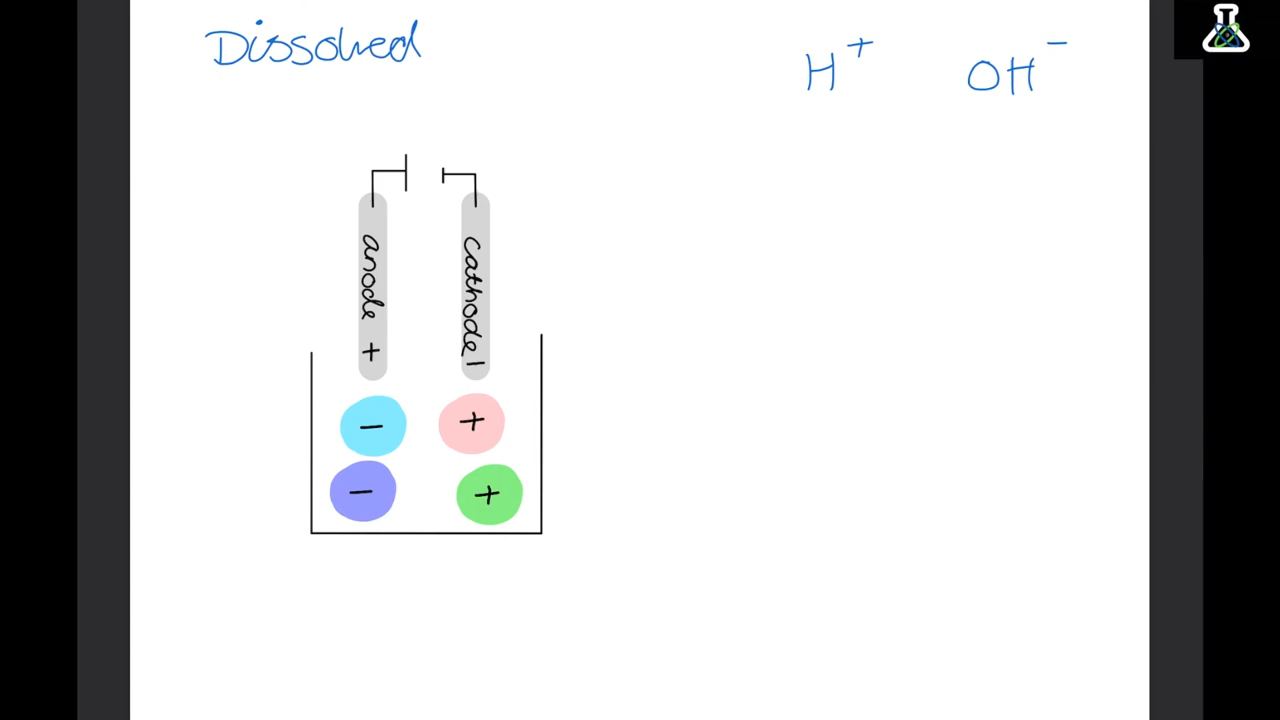 Dissolved
H⁺ OH⁻
anode +
cathode -
- +
- +